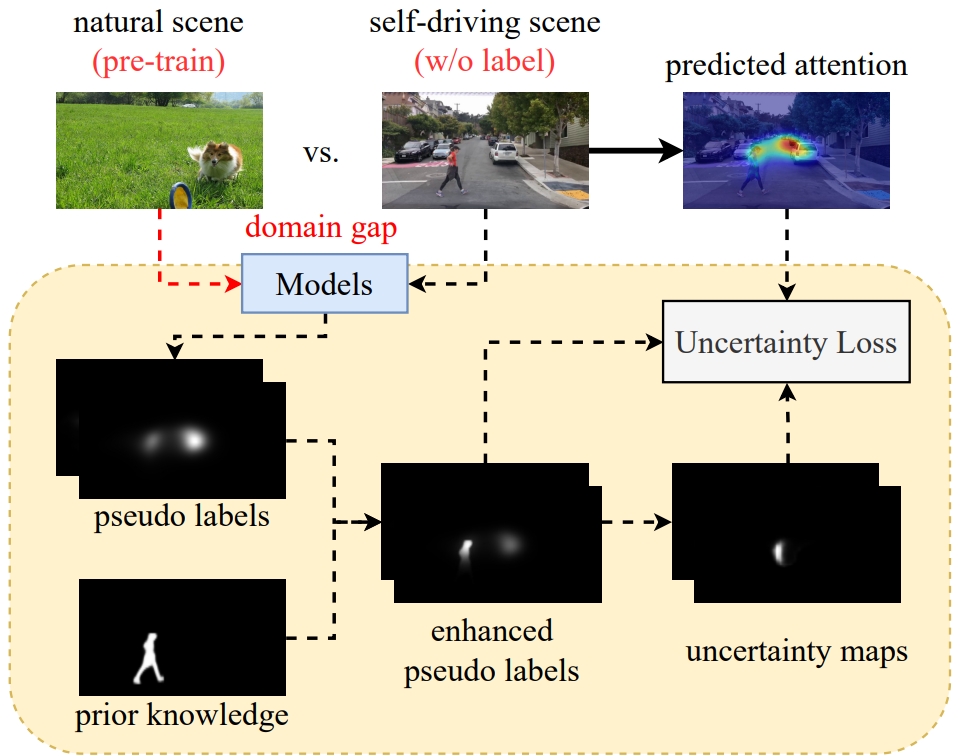 natural scene
(pre-train)
self-driving scene
(w/o label)
predicted attention
vs.
domain gap
Models
Uncertainty Loss
pseudo labels
enhanced
pseudo labels
uncertainty maps
prior knowledge